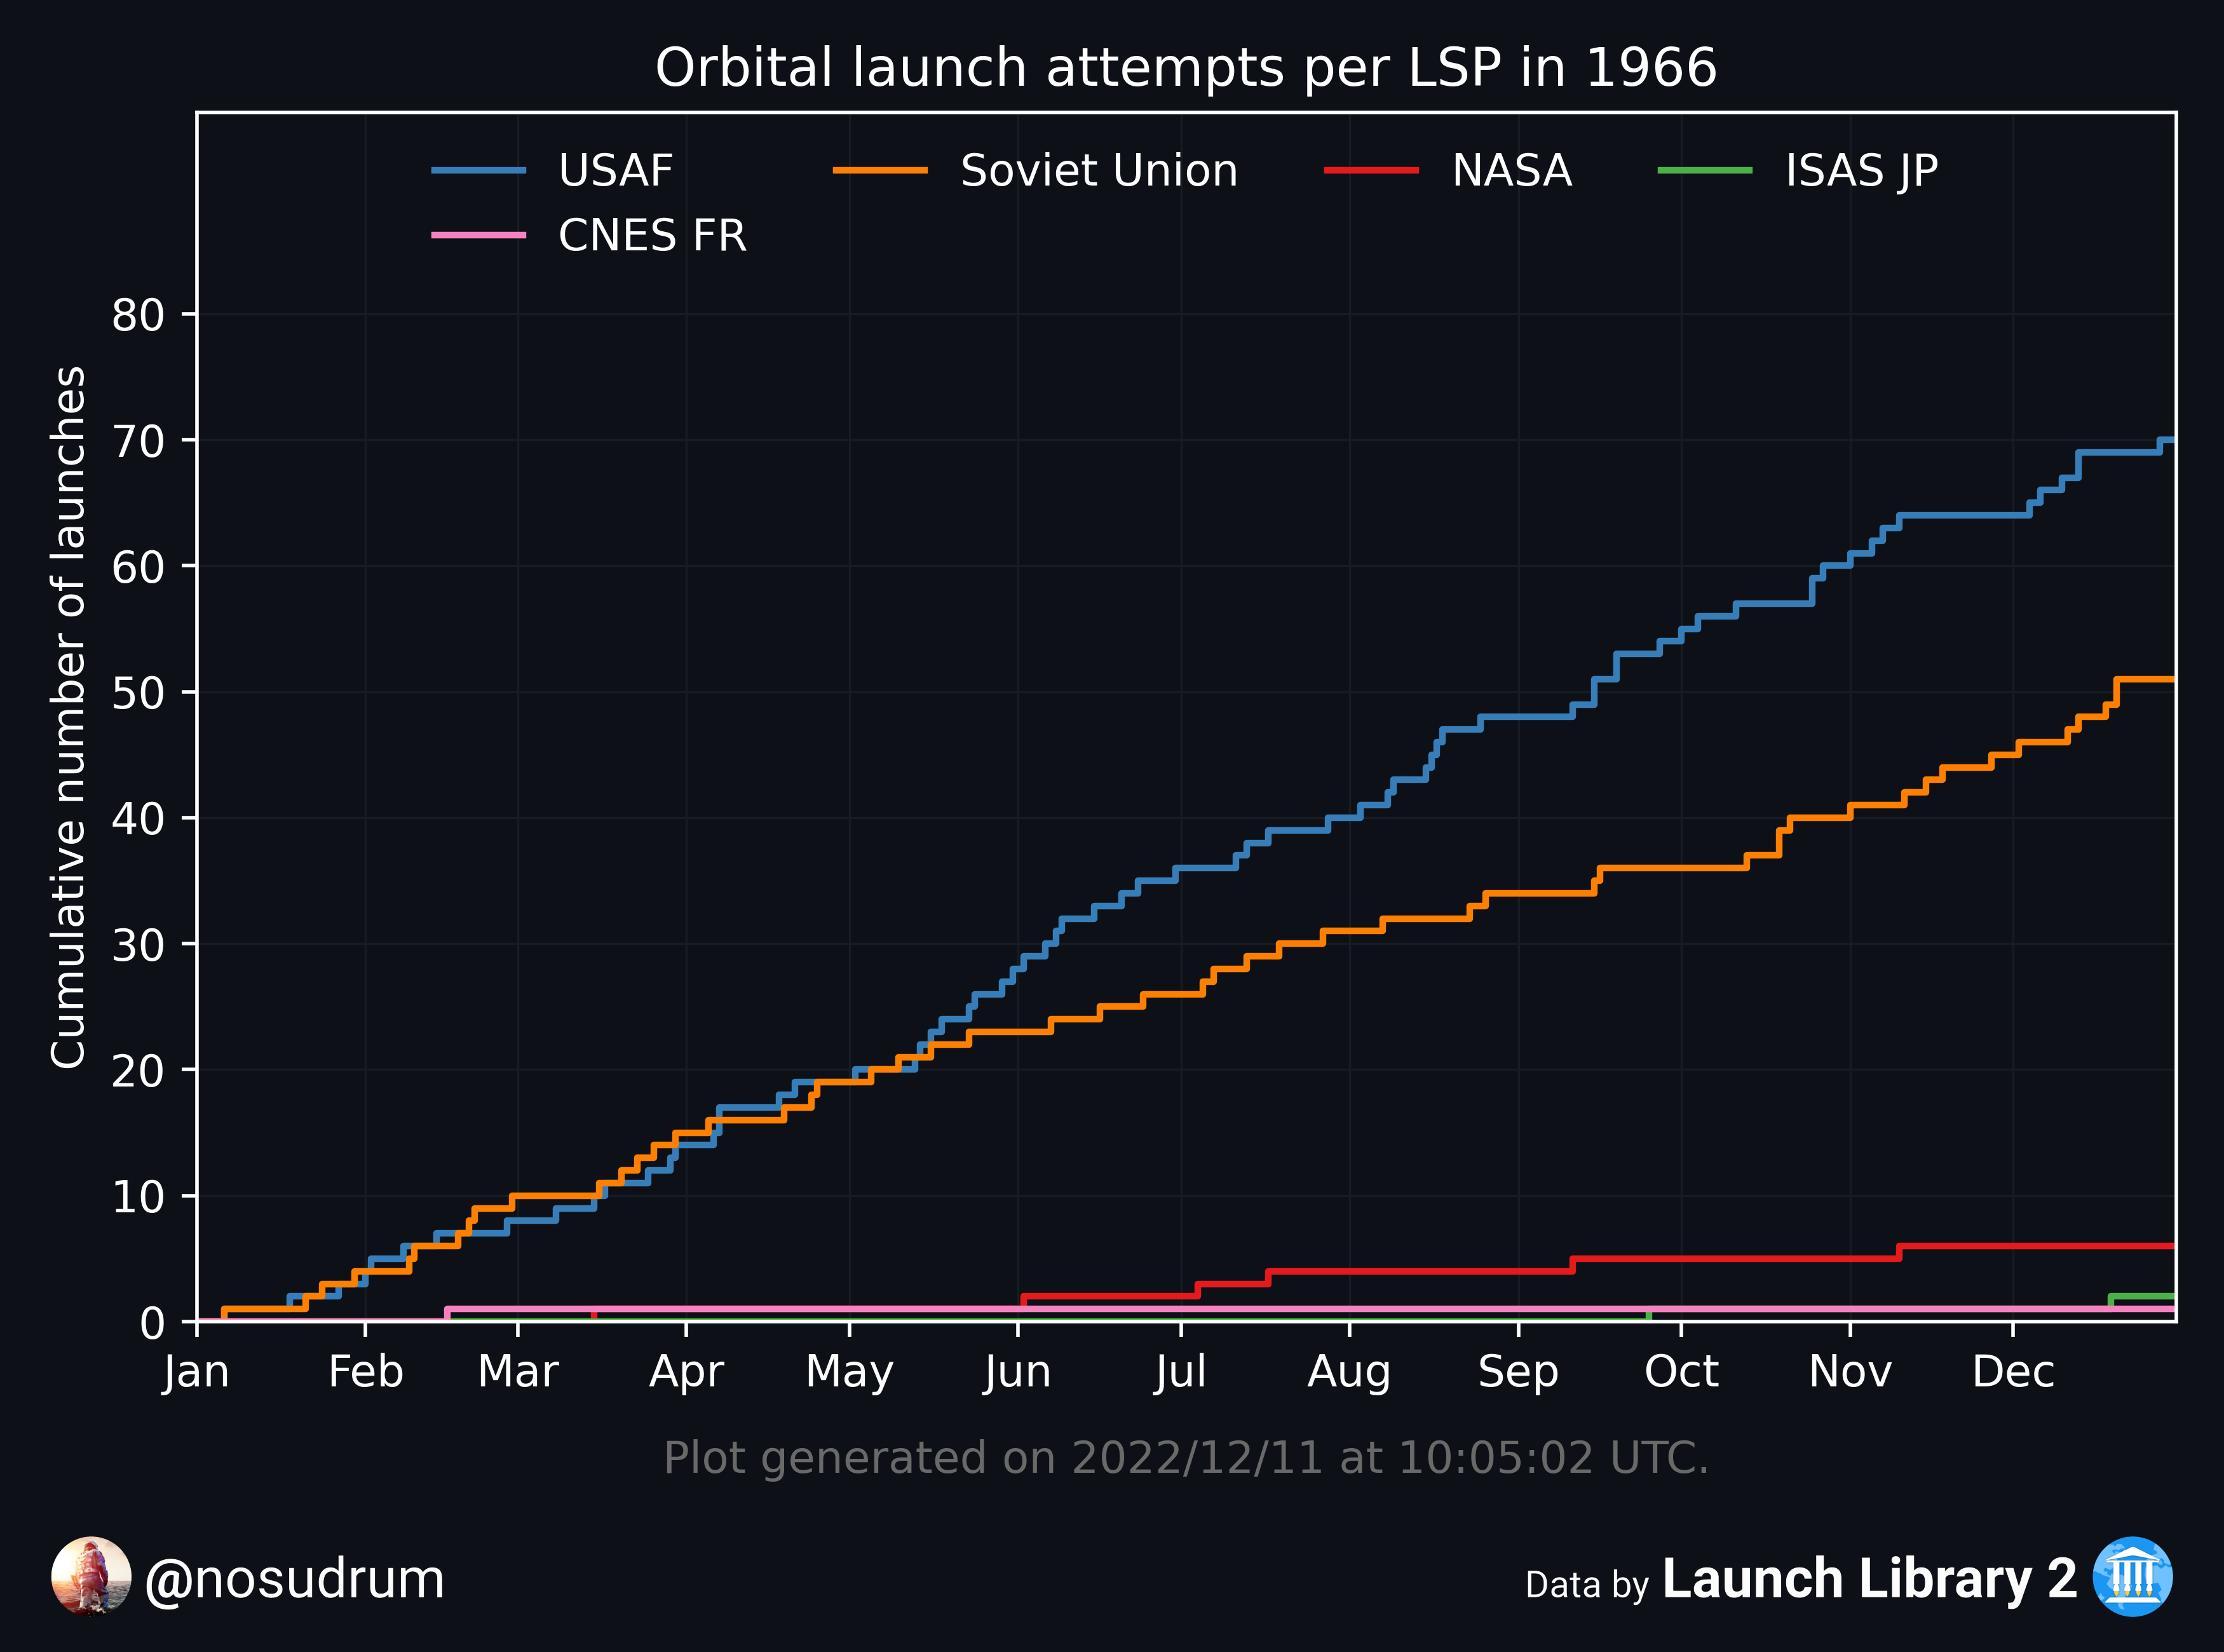 Orbital launch attempts per LSP in 1966
USAF
Soviet Union
NASA
ISAS JP
CNES FR
Cumulative number of launches
80
70
60
50
40
30
20
10
0
Jan
Feb
Mar
Apr
May
Jun
Jul
Aug
Sep
Oct
Nov
Dec
Plot generated on 2022/12/11 at 10:05:02 UTC.
@nosudrum
Data by Launch Library 2